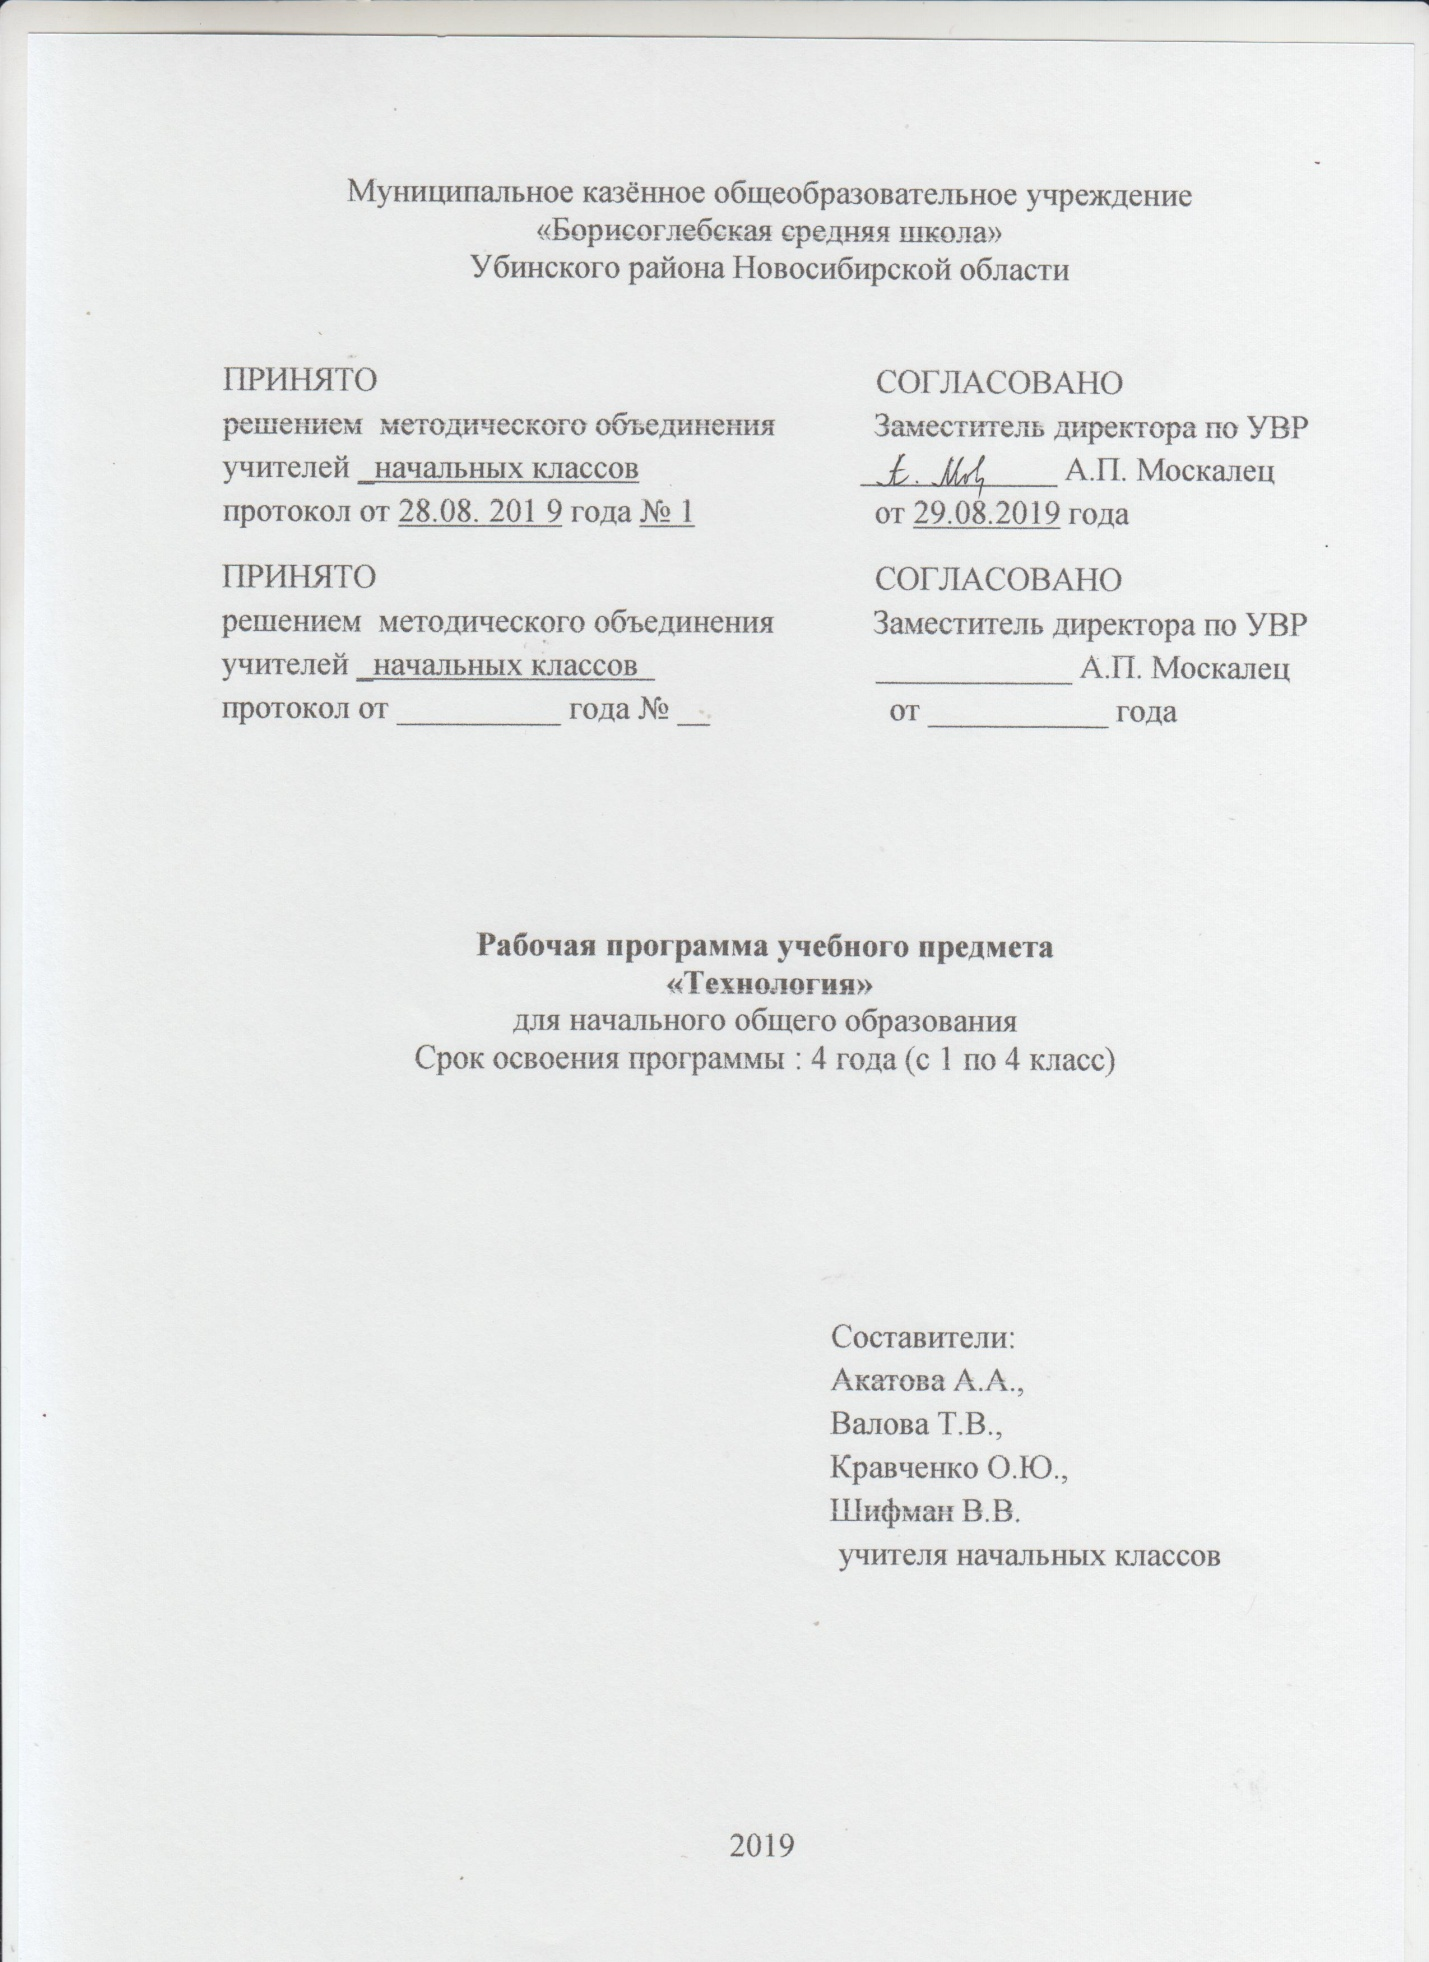 Муниципальное казённое общеобразовательное учреждение
«Борисоглебская средняя школа»
Убинского района Новосибирской области
ПРИНЯТО
решением методического объединения
учителей _начальных классов
протокол от 28.08. 201 9 года № 1
СОГЛАСОВАНО
Заместитель директора по УВР
____________ А.П. Москалец
от 29.08.2019 года
ПРИНЯТО
решением методического объединения
учителей _начальных классов_
протокол от __________ года № __
СОГЛАСОВАНО
Заместитель директора по УВР
____________ А.П. Москалец
от ___________ года
Рабочая программа учебного предмета
«Технология»
для начального общего образования
Срок освоения программы : 4 года (с 1 по 4 класс)
Составители:
Акатова А.А.,
Валова Т.В.,
Кравченко О.Ю.,
Шифман В.В.
учителя начальных классов
2019